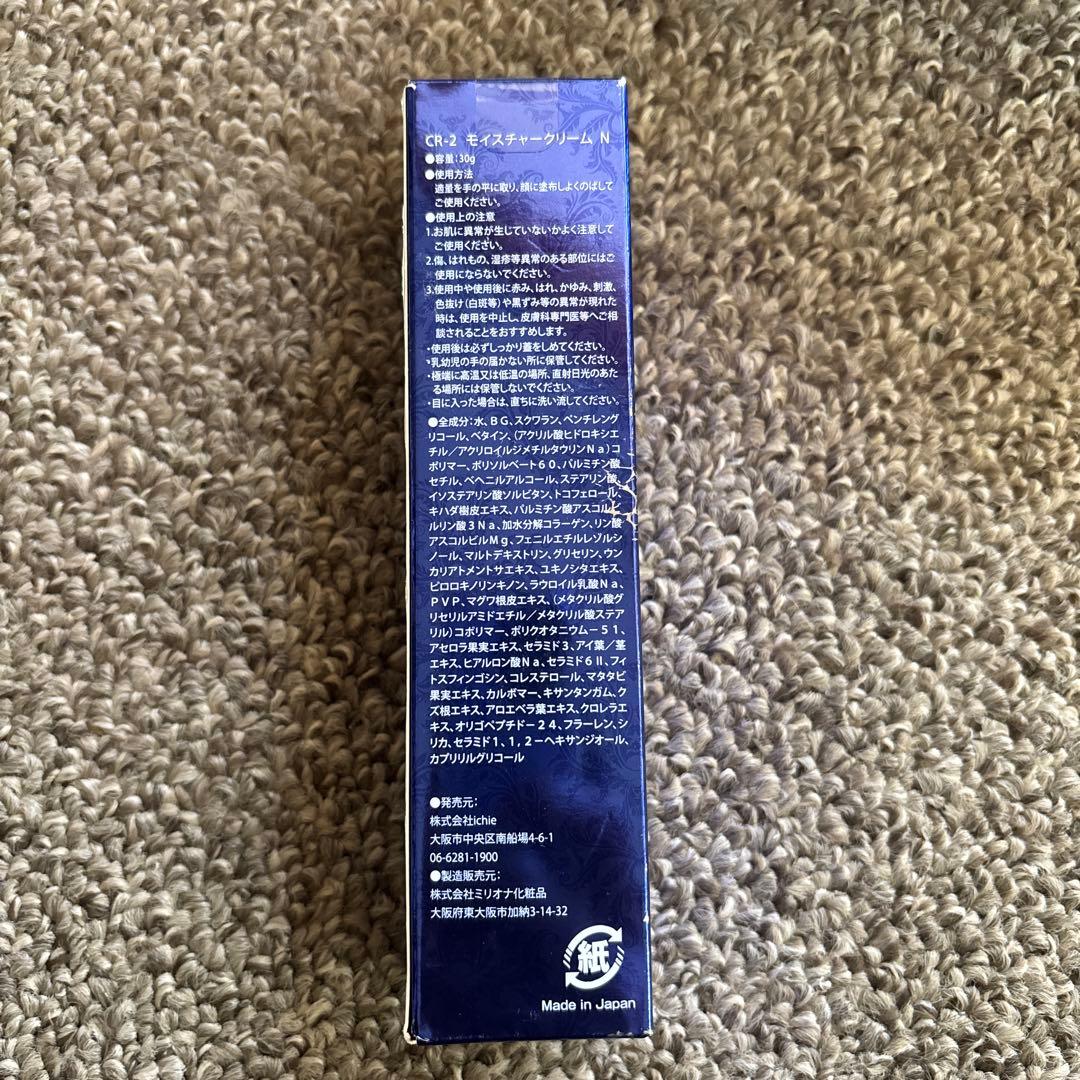 CR-2 モイスチャークリーム N
●容量：30g
●使用方法
適量を手の平に取り、顔に塗布しよくのばして
ご使用ください。
●使用上の注意
1.お肌に異常が生じていないかよく注意して
ご使用ください。
2.傷、はれもの、湿疹等異常のある部位にはご
使用にならないでください。
3.使用中や使用後に赤み、はれ、かゆみ、刺激、
色抜け（白斑等）や黒ずみ等の異常が現れた
時は、使用を中止し、皮膚科専門医等へご相
談されることをおすすめします。
・使用後は必ずしっかり蓋をしめてください。
・乳幼児の手の届かない所に保管してください。
・極端に高温又は低温の場所、直射日光のあた
る場所には保管しないでください。
・目に入った場合は、直ちに洗い流してください。
●全成分：水、ＢＧ、スクワラン、ペンチレング
リコール、ベタイン、（アクリル酸ヒドロキシエ
チル／アクリロイルジメチルタウリンＮａ）コ
ポリマー、ポリソルベート６０、パルミチン酸
セチル、ベヘニルアルコール、ステアリン酸、
イソステアリン酸ソルビタン、トコフェロール、
キハダ樹皮エキス、パルミチン酸アスコルビ
ルリン酸３Ｎａ、加水分解コラーゲン、リン酸
アスコルビルＭｇ、フェニルエチルレゾルシ
ノール、マルトデキストリン、グリセリン、ウン
カリアトメントサエキス、ユキノシタエキス、
ピロロキノリンキノン、ラウロイル乳酸Ｎａ、
ＰＶＰ、マグワ根皮エキス、（メタクリル酸グ
リセリルアミドエチル／メタクリル酸ステア
リル）コポリマー、ポリクオタニウム－５１、
アセロラ果実エキス、セラミド３、アイ葉／茎
エキス、ヒアルロン酸Ｎａ、セラミド６Ⅱ、フィ
トスフィンゴシン、コレステロール、マタタビ
果実エキス、カルボマー、キサンタンガム、ク
ズ根エキス、アロエベラ葉エキス、クロレラエ
キス、オリゴペプチド－２４、フラーレン、シ
リカ、セラミド１、１，２－ヘキサンジオール、
カプリリルグリコール
●発売元：
株式会社ichie
大阪市中央区南船場4-6-1
06-6281-1900
●製造販売元：
株式会社ミリオナ化粧品
大阪府東大阪市加納3-14-32
紙
Made in Japan